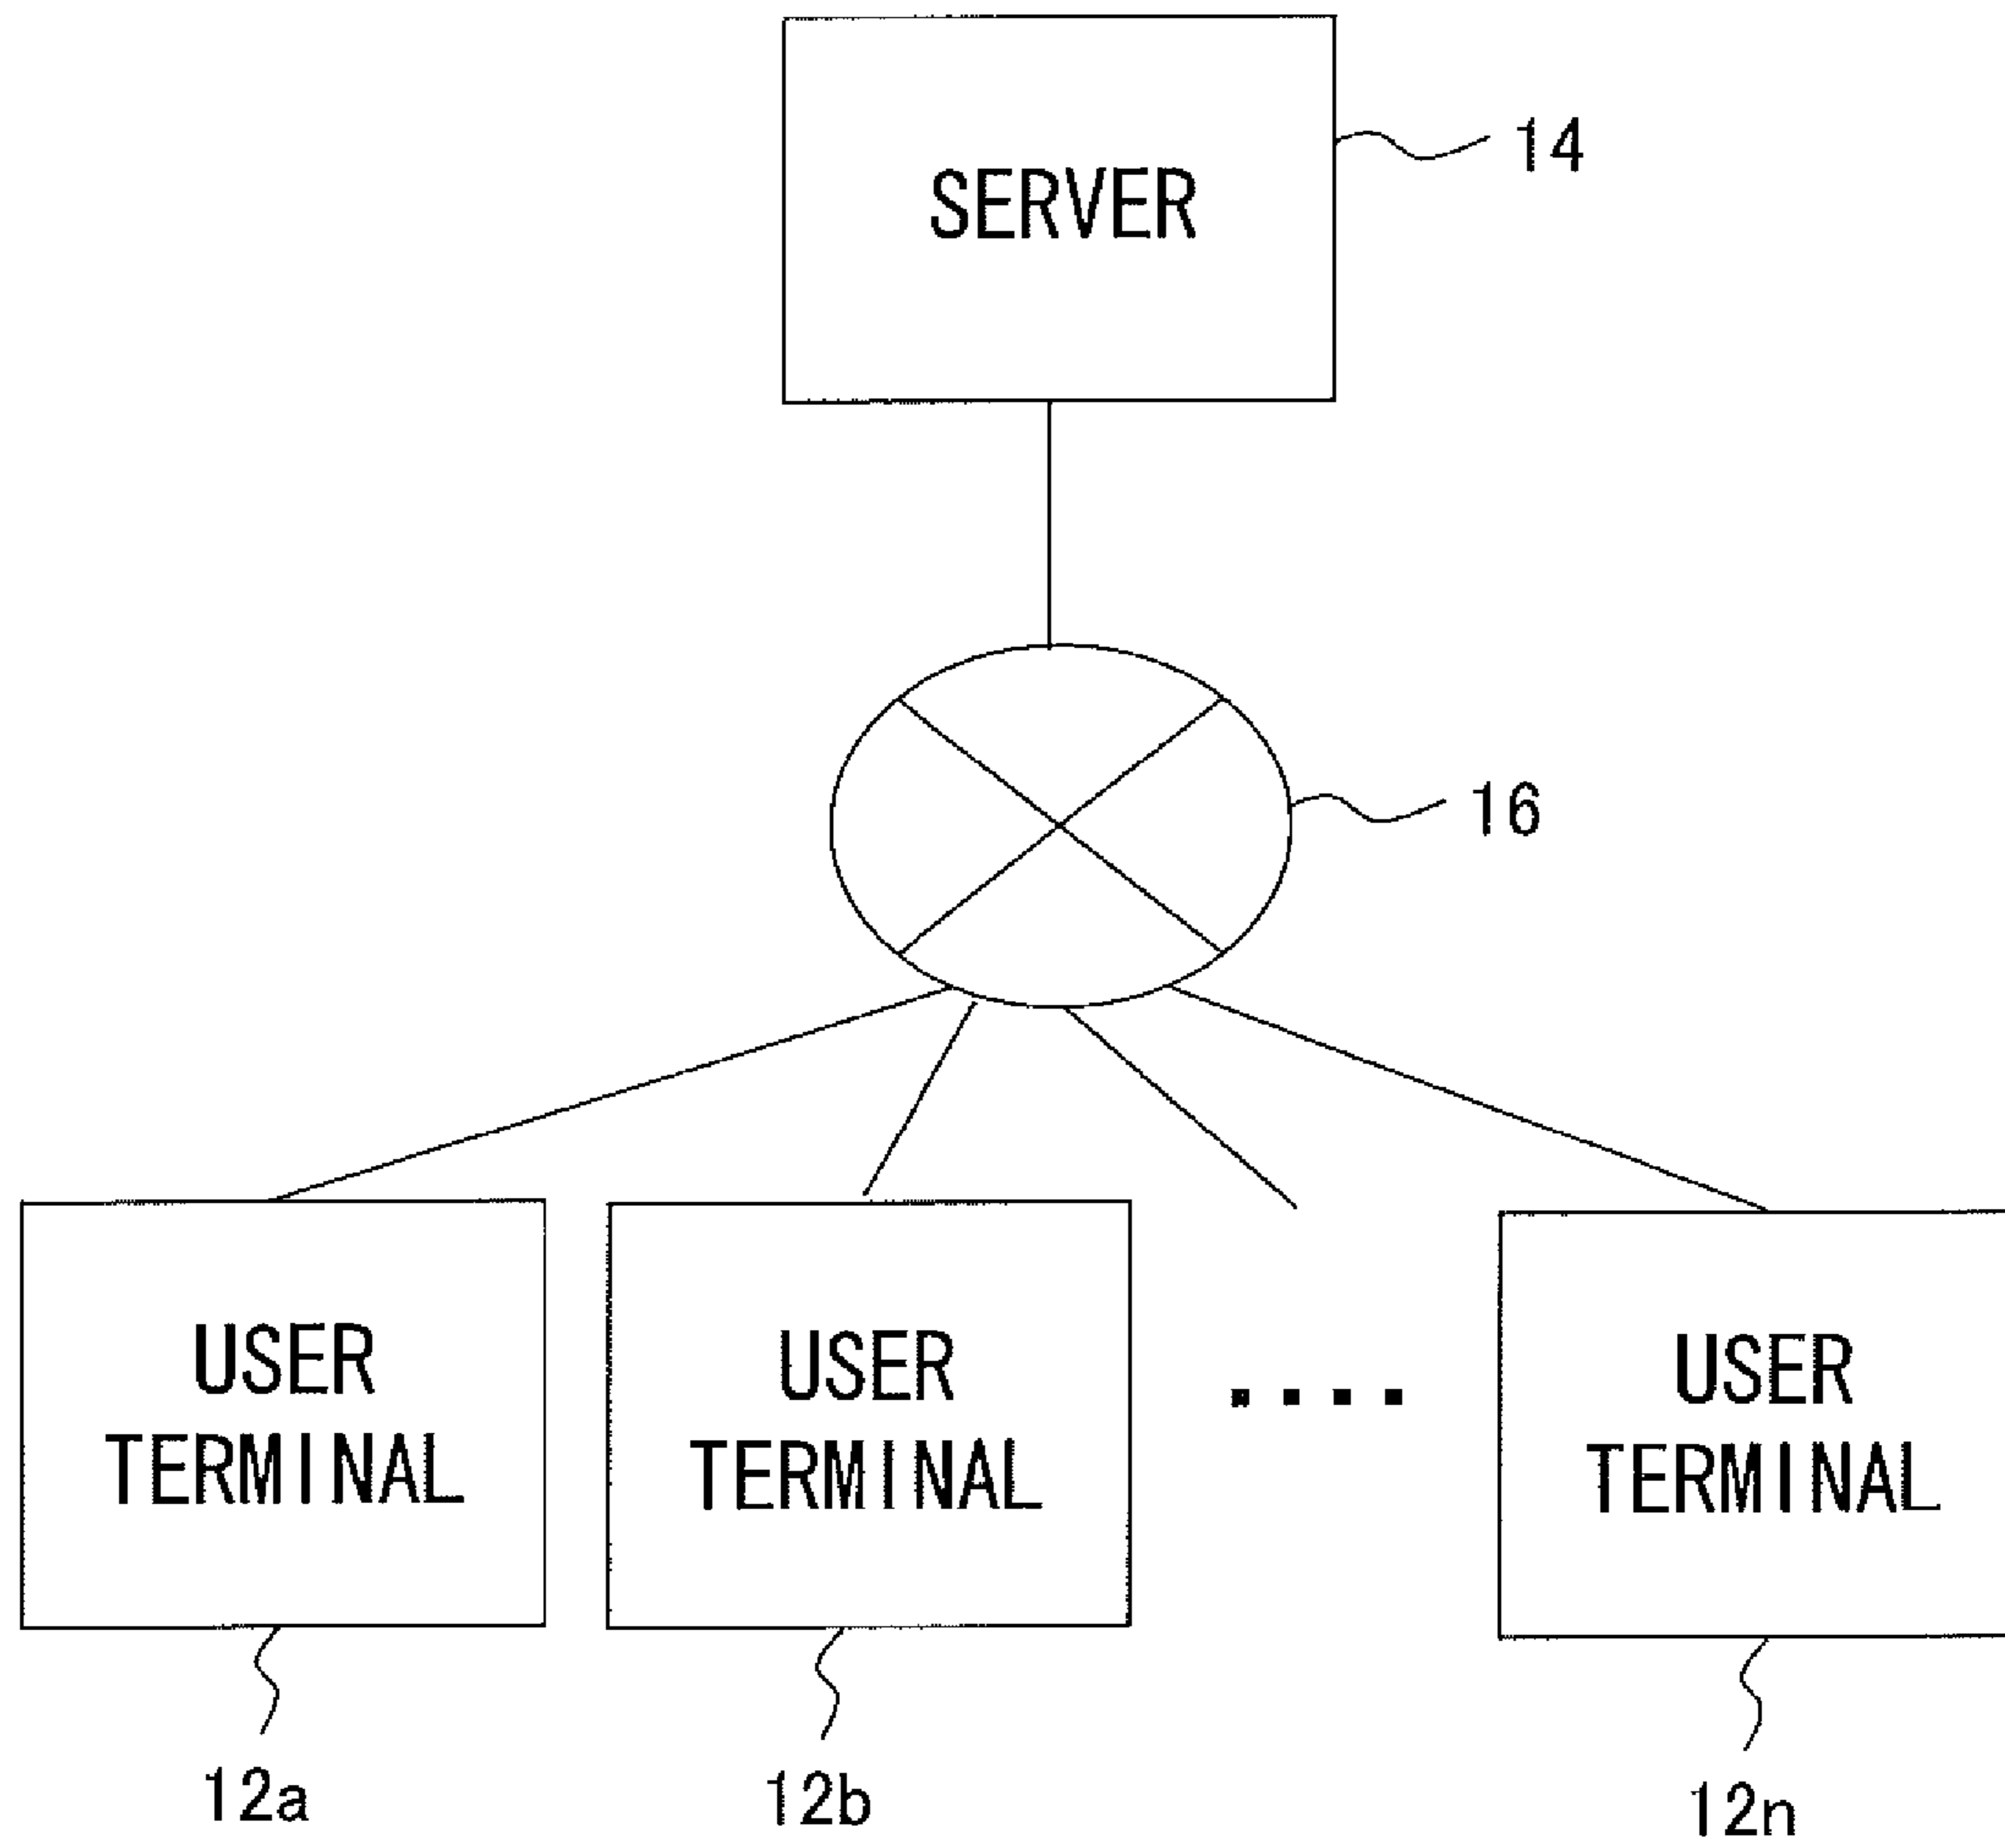 SERVER
14
16
USER
TERMINAL
USER
TERMINAL
....
USER
TERMINAL
12a
12b
12n